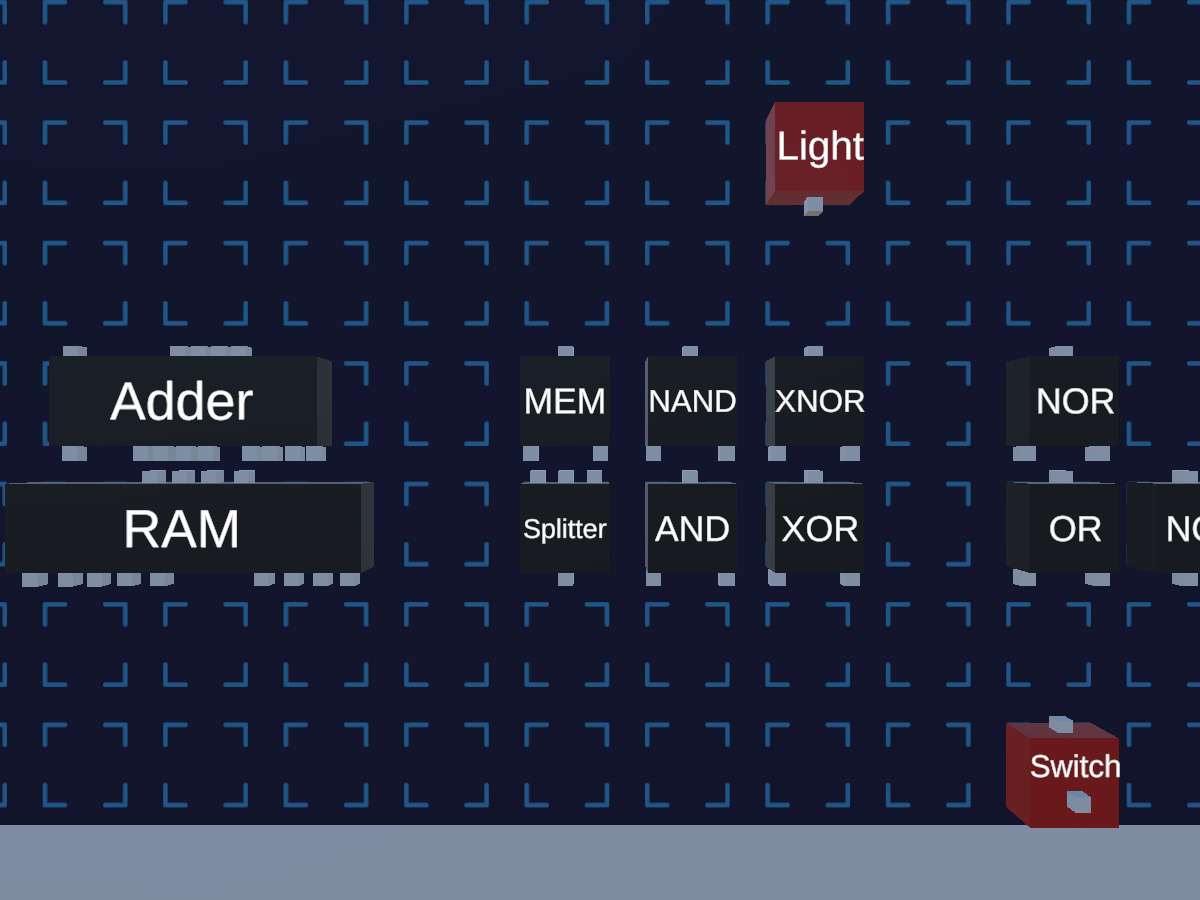 Light
Adder
MEM
NAND
XNOR
NOR
RAM
Splitter
AND
XOR
OR
Switch